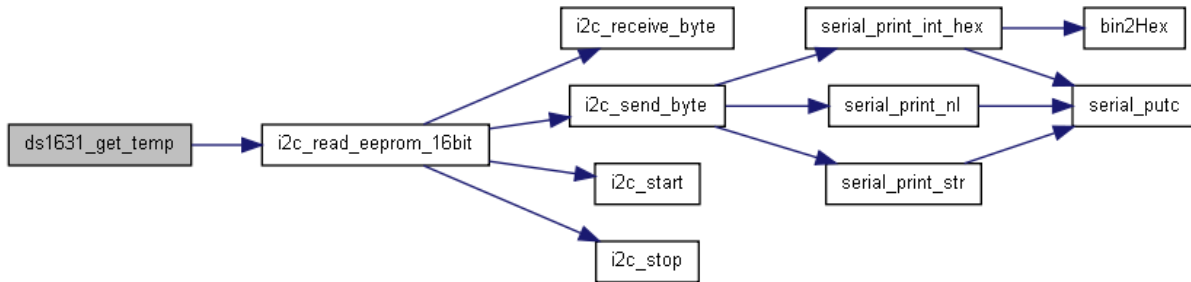 ds1631_get_temp
i2c_read_eeprom_16bit
i2c_receive_byte
i2c_send_byte
i2c_start
i2c_stop
serial_print_int_hex
serial_print_nl
serial_print_str
bin2Hex
serial_putc